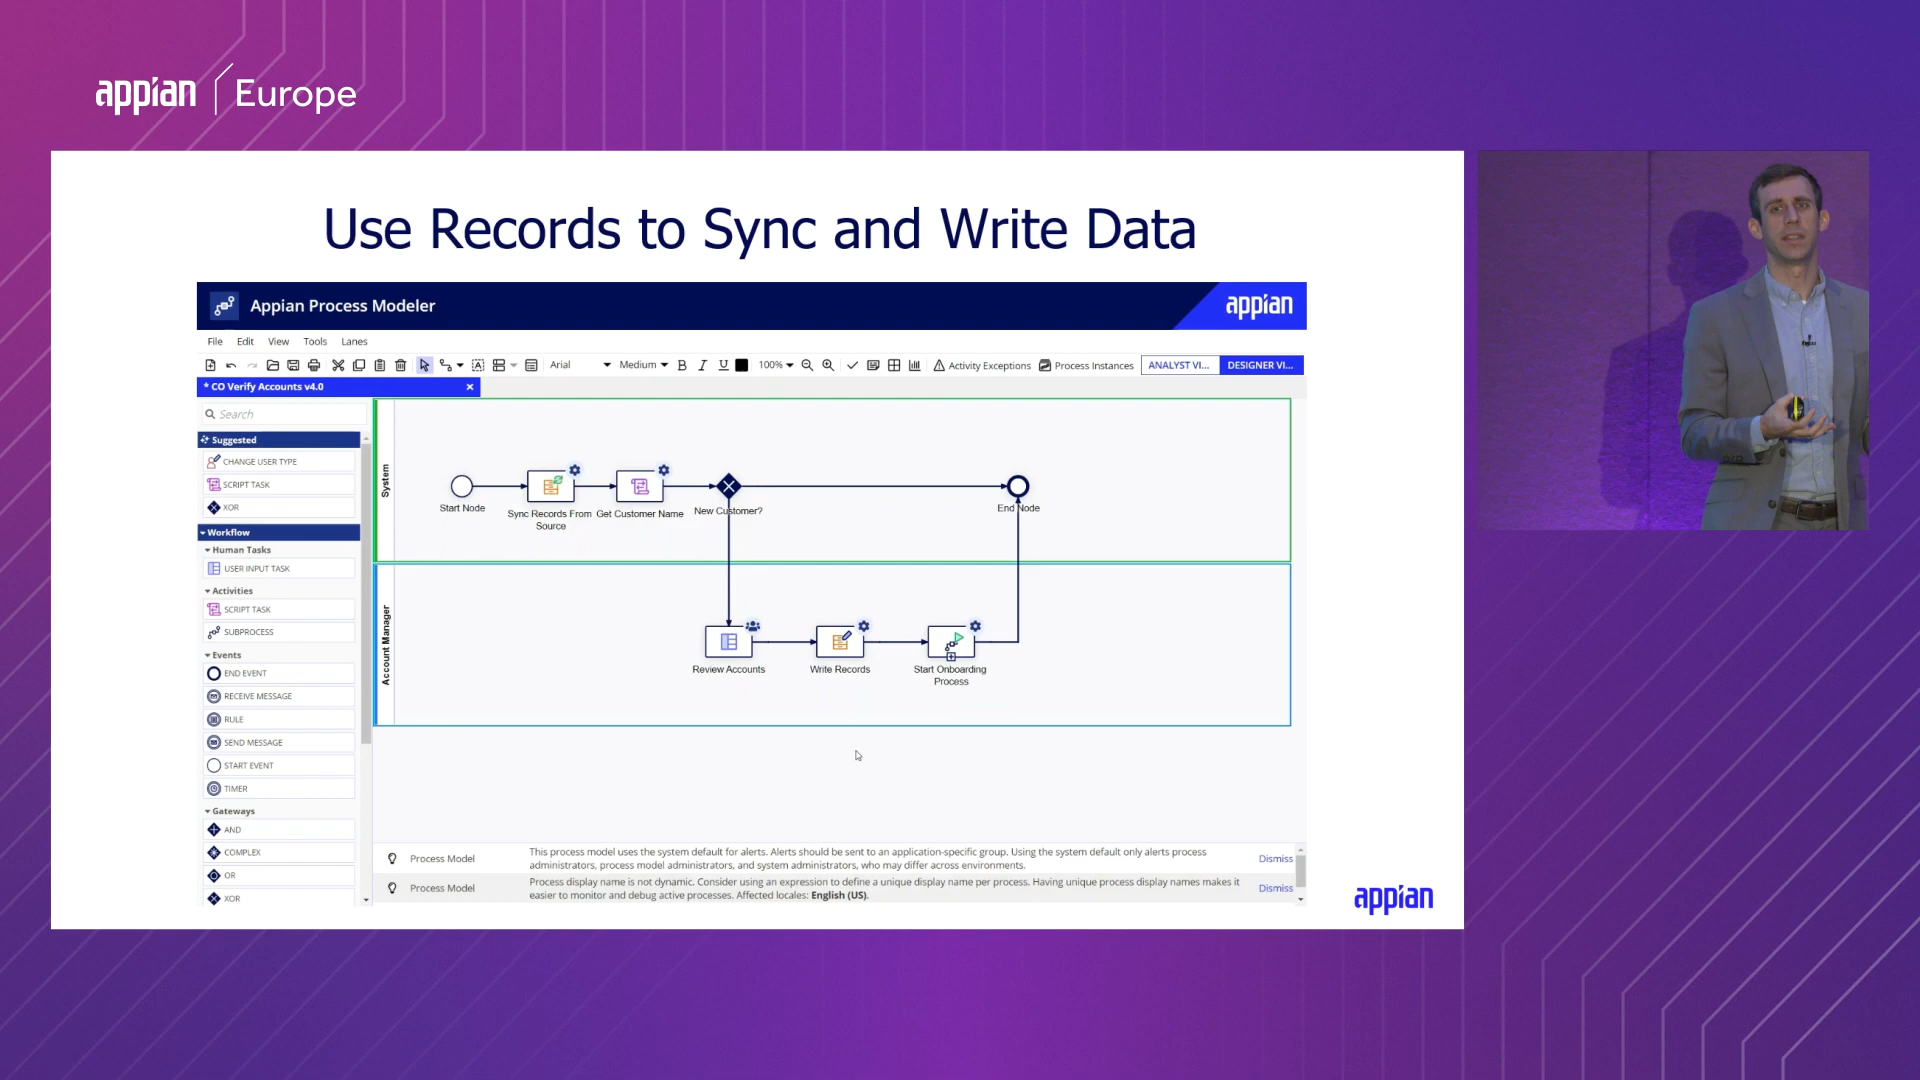 appian Europe
Use Records to Sync and Write Data
Appian Process Modeler
appian
File Edit View Tools Lanes
Arial Medium B I U 100% Activity Exceptions Process Instances ANALYST VI... DESIGNER VI...
* CO Verify Accounts v4.0
Search
Suggested
CHANGE USER TYPE
SCRIPT TASK
XOR
Workflow
Human Tasks
USER INPUT TASK
Activities
SCRIPT TASK
SUBPROCESS
Events
END EVENT
RECEIVE MESSAGE
RULE
SEND MESSAGE
START EVENT
TIMER
Gateways
AND
COMPLEX
OR
XOR
System
Start Node
Sync Records From
Source
Get Customer Name
New Customer?
End Node
Account Manager
Review Accounts
Write Records
Start Onboarding
Process
Process Model
This process model uses the system default for alerts. Alerts should be sent to an application-specific group. Using the system default only alerts process
administrators, process model administrators, and system administrators, who may differ across environments.
Dismiss
Process Model
Process display name is not dynamic. Consider using an expression to define a unique display name per process. Having unique process display names makes it
easier to monitor and debug active processes. Affected locales: English (US).
Dismiss
appian